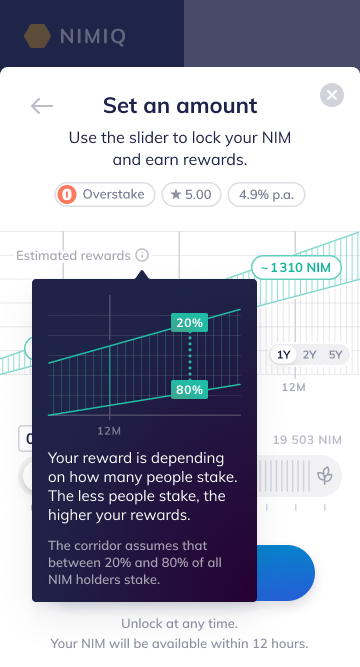 NIMIQ
Set an amount
Use the slider to lock your NIM
and earn rewards.
Overstake
★ 5.00
4.9% p.a.
Estimated rewards
~1310 NIM
1Y 2Y 5Y
12M
20%
80%
12M
19 503 NIM
Your reward is depending
on how many people stake.
The less people stake, the
higher your rewards.
The corridor assumes that
between 20% and 80% of all
NIM holders stake.
Unlock at any time.
Your NIM will be available within 12 hours.